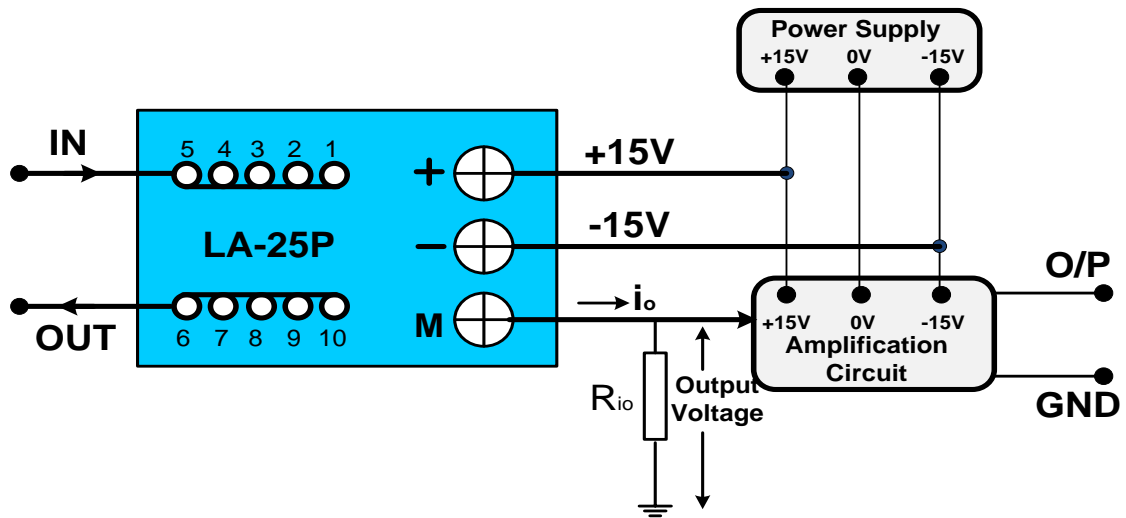 Power Supply
+15V 0V -15V
IN
5 4 3 2 1
+
+15V
LA-25P
-
-15V
OUT
6 7 8 9 10
M
io
+15V 0V -15V
Amplification
Circuit
O/P
GND
Rio
Output
Voltage